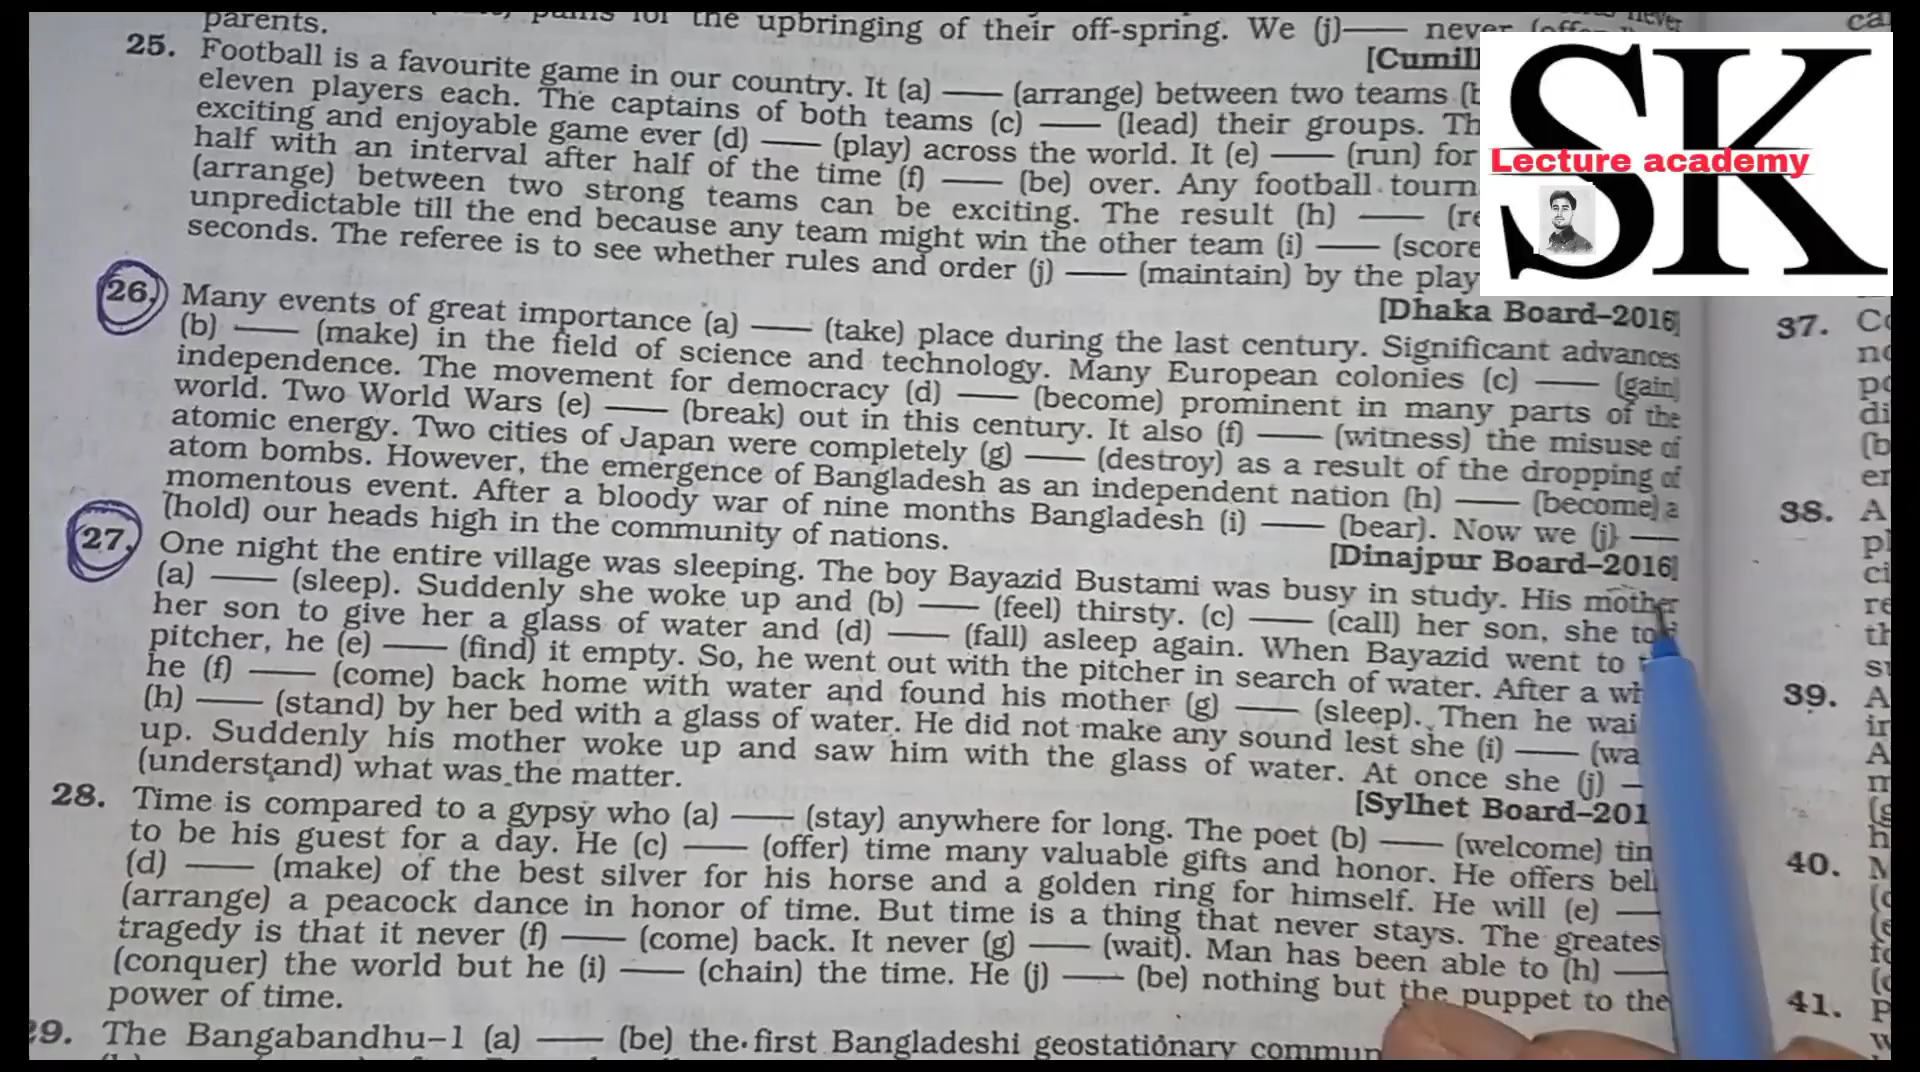 parents.
the upbringing of their off-spring. We (j)—— never
[Cumill
25. Football is a favourite game in our country. It (a) —— (arrange) between two teams (b
eleven players each. The captains of both teams (c) —— (lead) their groups. Th
exciting and enjoyable game ever (d) —— (play) across the world. It (e) —— (run) for
half with an interval after half of the time (f) —— (be) over. Any football tourn
(arrange) between two strong teams can be exciting. The result (h) —— (re
unpredictable till the end because any team might win the other team (i) —— (score
seconds. The referee is to see whether rules and order (j) —— (maintain) by the play
[Dhaka Board–2016]
26. Many events of great importance (a) —— (take) place during the last century. Significant advances
(b) —— (make) in the field of science and technology. Many European colonies (c) —— (gain)
independence. The movement for democracy (d) —— (become) prominent in many parts of the
world. Two World Wars (e) —— (break) out in this century. It also (f) —— (witness) the misuse of
atomic energy. Two cities of Japan were completely (g) —— (destroy) as a result of the dropping of
atom bombs. However, the emergence of Bangladesh as an independent nation (h) —— (become) a
momentous event. After a bloody war of nine months Bangladesh (i) —— (bear). Now we (j) ——
(hold) our heads high in the community of nations.
[Dinajpur Board–2016]
27. One night the entire village was sleeping. The boy Bayazid Bustami was busy in study. His mother
(a) —— (sleep). Suddenly she woke up and (b) —— (feel) thirsty. (c) —— (call) her son, she
her son to give her a glass of water and (d) —— (fall) asleep again. When Bayazid went to
pitcher, he (e) —— (find) it empty. So, he went out with the pitcher in search of water. After a wh
he (f) —— (come) back home with water and found his mother (g) —— (sleep). Then he wai
(h) —— (stand) by her bed with a glass of water. He did not make any sound lest she (i) —— (wa
up. Suddenly his mother woke up and saw him with the glass of water. At once she (j) —
(understand) what was the matter.
[Sylhet Board–201
28. Time is compared to a gypsy who (a) —— (stay) anywhere for long. The poet (b) —— (welcome) tim
to be his guest for a day. He (c) —— (offer) time many valuable gifts and honor. He offers bell
(d) —— (make) of the best silver for his horse and a golden ring for himself. He will (e) ——
(arrange) a peacock dance in honor of time. But time is a thing that never stays. The greates
tragedy is that it never (f) —— (come) back. It never (g) —— (wait). Man has been able to (h) ——
(conquer) the world but he (i) —— (chain) the time. He (j) —— (be) nothing but the puppet to the
power of time.
29. The Bangabandhu–1 (a) —— (be) the first Bangladeshi geostationary commun
SK
Lecture academy
37.
38. A
39. A
40.
41.